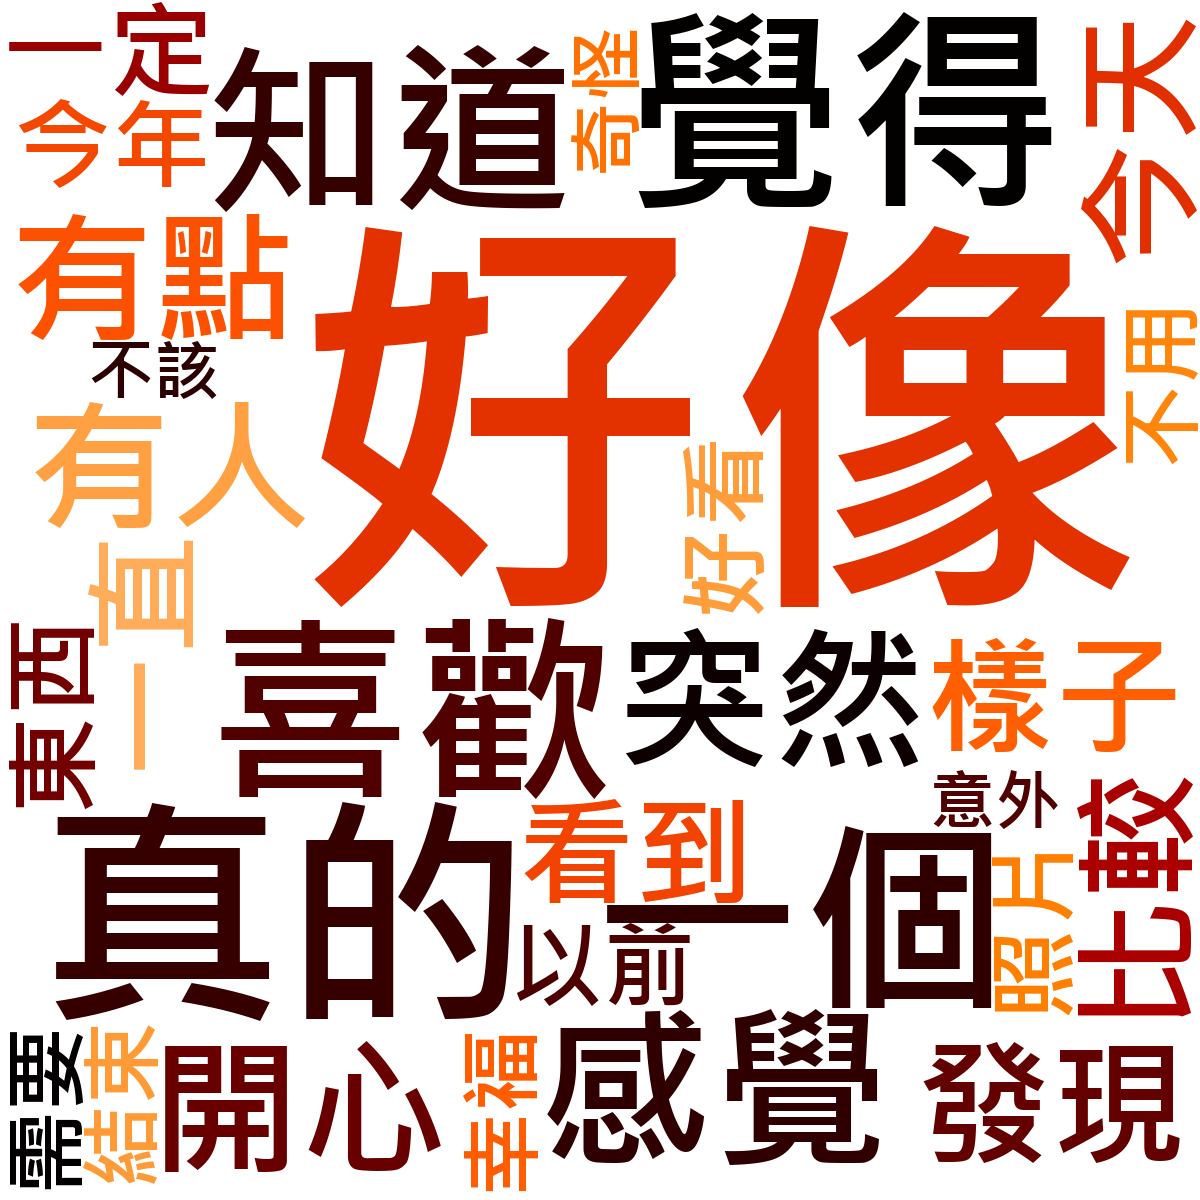 一定
知道
奇怪
覺得
今天
今年
有點
好像
不用
不該
有人
好看
一直
東西
喜歡
突然
樣子
意外
比較
真的
看到
一個
照片
以前
需要
結束
開心
幸福
感覺
發現